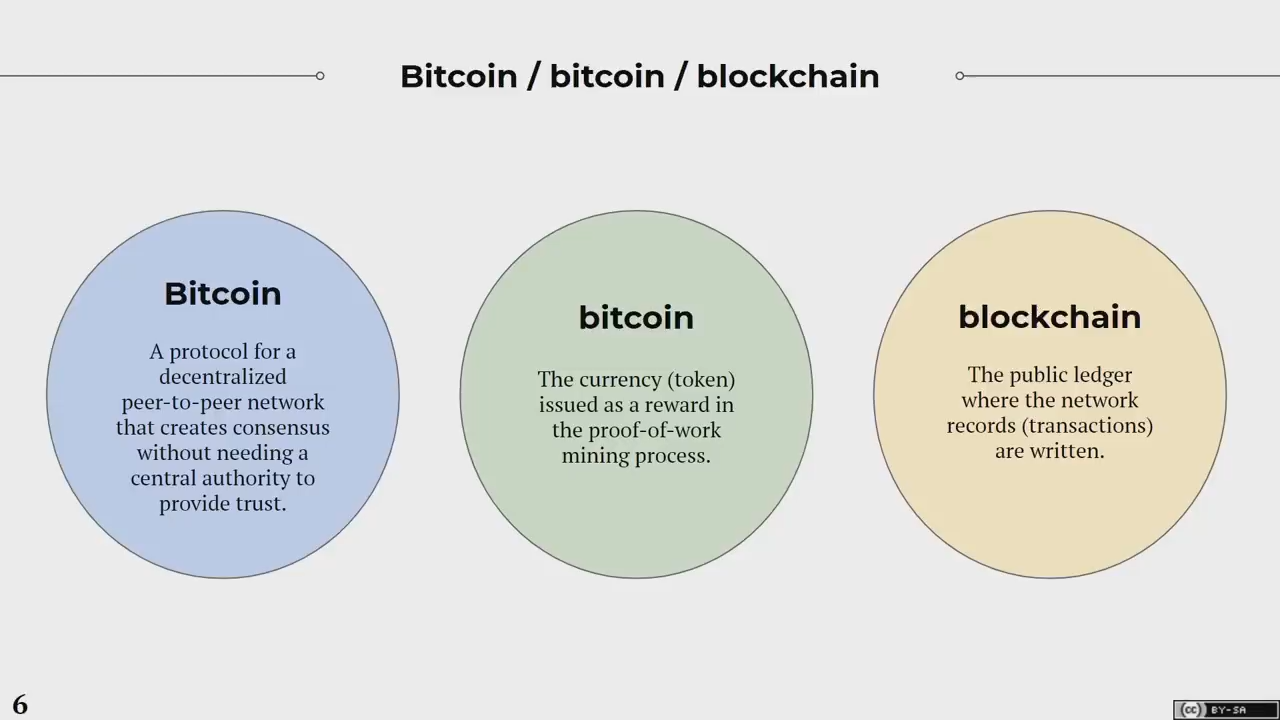 Bitcoin / bitcoin / blockchain
Bitcoin
A protocol for a
decentralized
peer-to-peer network
that creates consensus
without needing a
central authority to
provide trust.
bitcoin
The currency (token)
issued as a reward in
the proof-of-work
mining process.
blockchain
The public ledger
where the network
records (transactions)
are written.
6
cc BY-SA